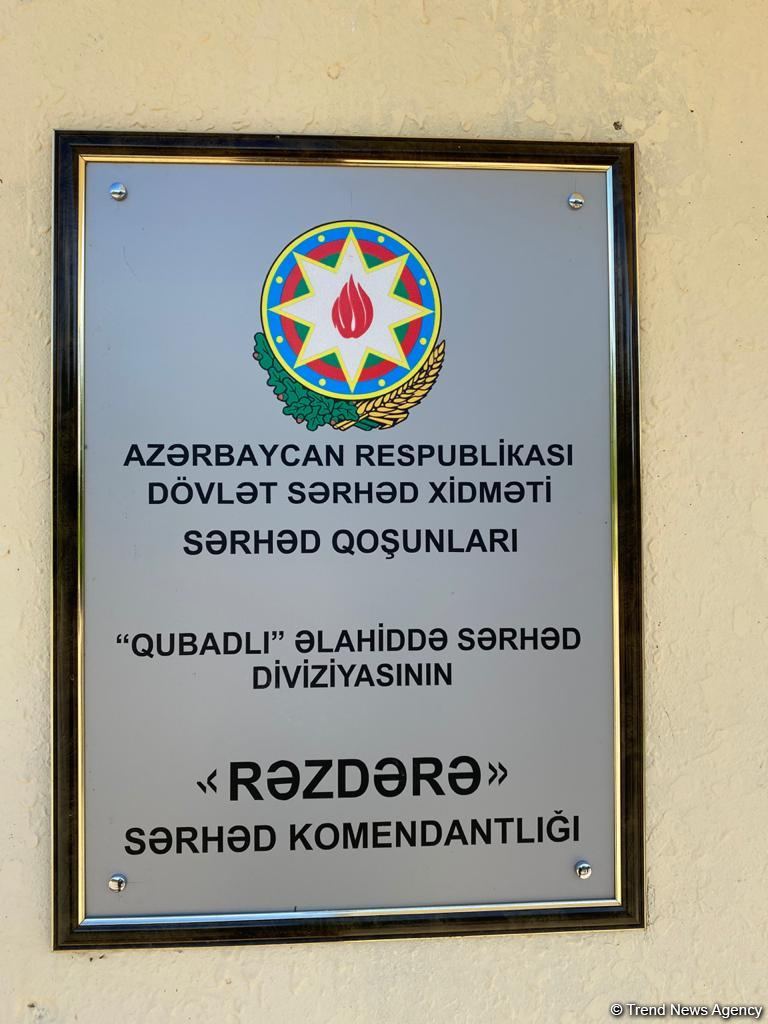 AZƏRBAYCAN RESPUBLİKASI
DÖVLƏT SƏRHƏD XİDMƏTİ
SƏRHƏD QOŞUNLARI
“QUBADLI” ƏLAHİDDƏ SƏRHƏD
DİVİZİYASININ
«RƏZDƏRƏ»
SƏRHƏD KOMENDANTLIĞI
© Trend News Agency